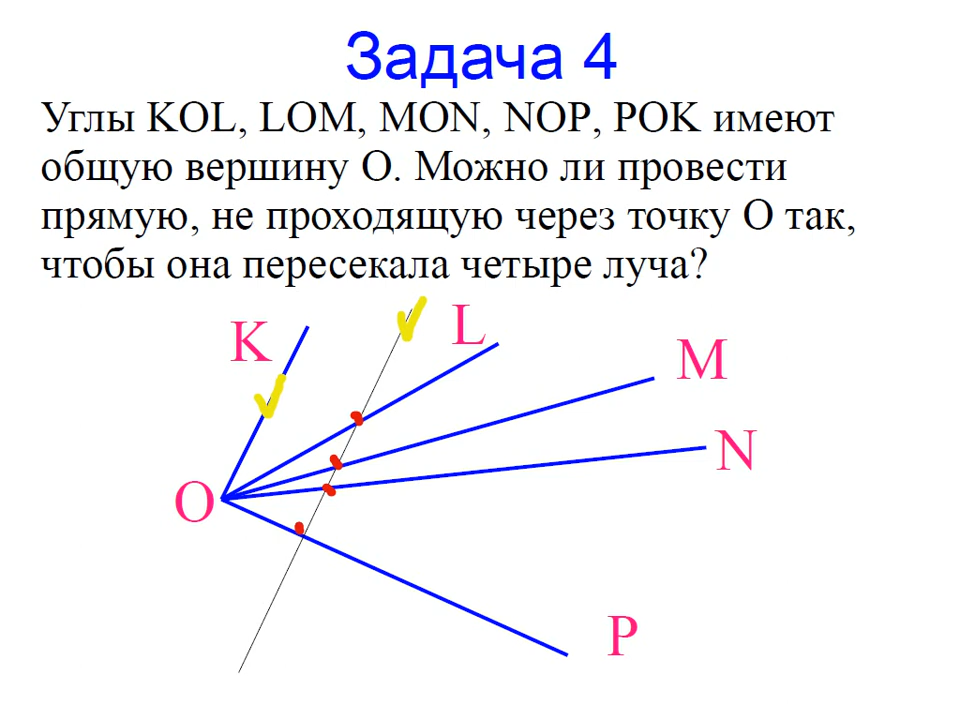 Задача 4
Углы KOL, LOM, MON, NOP, POK имеют
общую вершину O. Можно ли провести
прямую, не проходящую через точку O так,
чтобы она пересекала четыре луча?
K
L
M
N
O
P